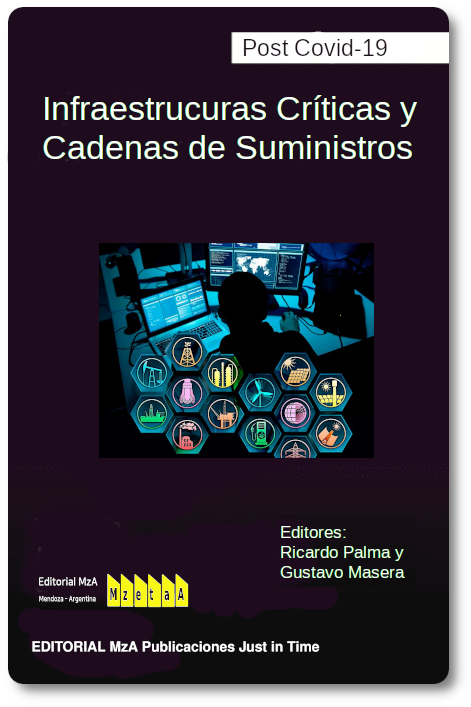 Post Covid-19
Infraestrucuras Críticas y
Cadenas de Suministros
Editores:
Ricardo Palma y
Gustavo Masera
Editorial MzA
Mendoza - Argentina
MzetaA
EDITORIAL MzA Publicaciones Just in Time